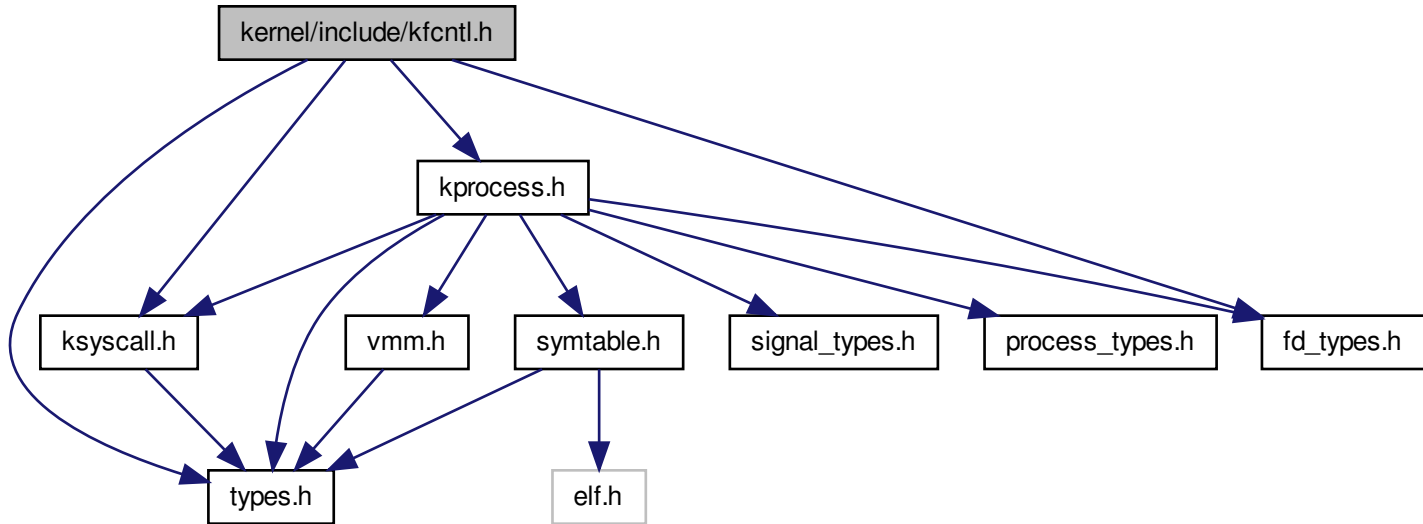 kernel/include/kfcntl.h
kprocess.h
ksyscall.h
vmm.h
symtable.h
signal_types.h
process_types.h
fd_types.h
types.h
elf.h